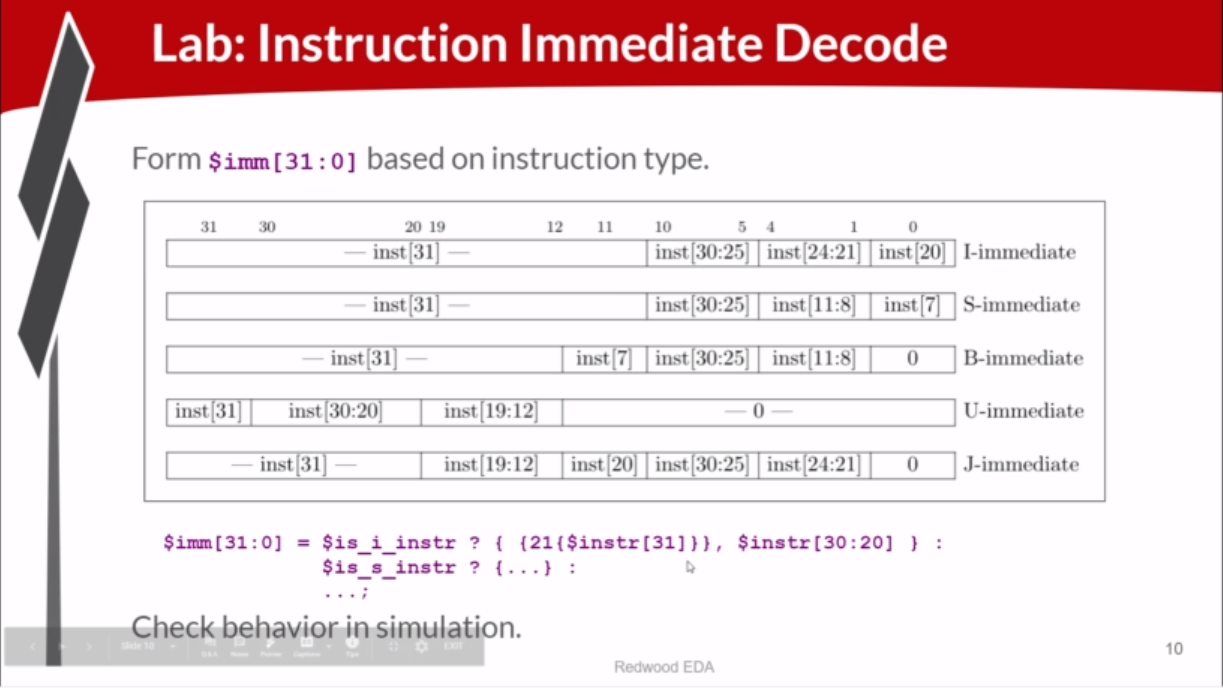 Lab: Instruction Immediate Decode
Form $imm[31:0] based on instruction type.
31 30 20 19 12 11 10 5 4 1 0
— inst[31] — inst[30:25] inst[24:21] inst[20] I-immediate
— inst[31] — inst[30:25] inst[11:8] inst[7] S-immediate
— inst[31] — inst[7] inst[30:25] inst[11:8] 0 B-immediate
inst[31] inst[30:20] inst[19:12] — 0 — U-immediate
— inst[31] — inst[19:12] inst[20] inst[30:25] inst[24:21] 0 J-immediate
$imm[31:0] = $is_i_instr ? { {21{$instr[31]}}, $instr[30:20] } :
$is_s_instr ? {...} :
...;
Check behavior in simulation.
Slide 10
EXIT
10
Redwood EDA